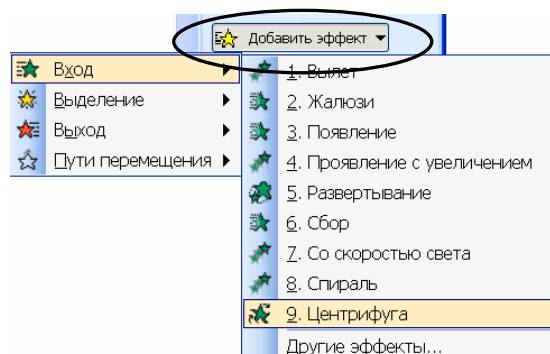 Добавить эффект
Вход
Выделение
Выход
Пути перемещения
1. Вылет
2. Жалюзи
3. Появление
4. Проявление с увеличением
5. Развертывание
6. Сбор
7. Со скоростью света
8. Спираль
9. Центрифуга
Другие эффекты...